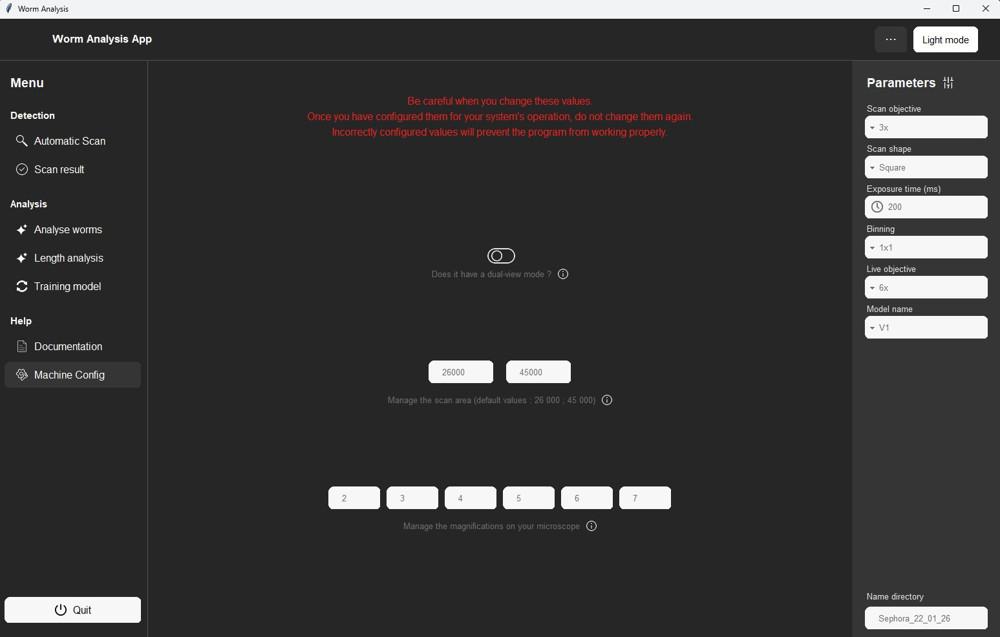 Worm Analysis
Worm Analysis App
...
Light mode
Menu
Detection
Automatic Scan
Scan result
Analysis
Analyse worms
Length analysis
Training model
Help
Documentation
Machine Config
Quit
Be careful when you change these values.
Once you have configured them for your system's operation, do not change them again.
Incorrectly configured values will prevent the program from working properly.
Does it have a dual-view mode ?
26000 45000
Manage the scan area (default values : 26 000 ; 45 000)
2 3 4 5 6 7
Manage the magnifications on your microscope
Parameters
Scan objective
3x
Scan shape
Square
Exposure time (ms)
200
Binning
1x1
Live objective
6x
Model name
V1
Name directory
Sephora_22_01_26